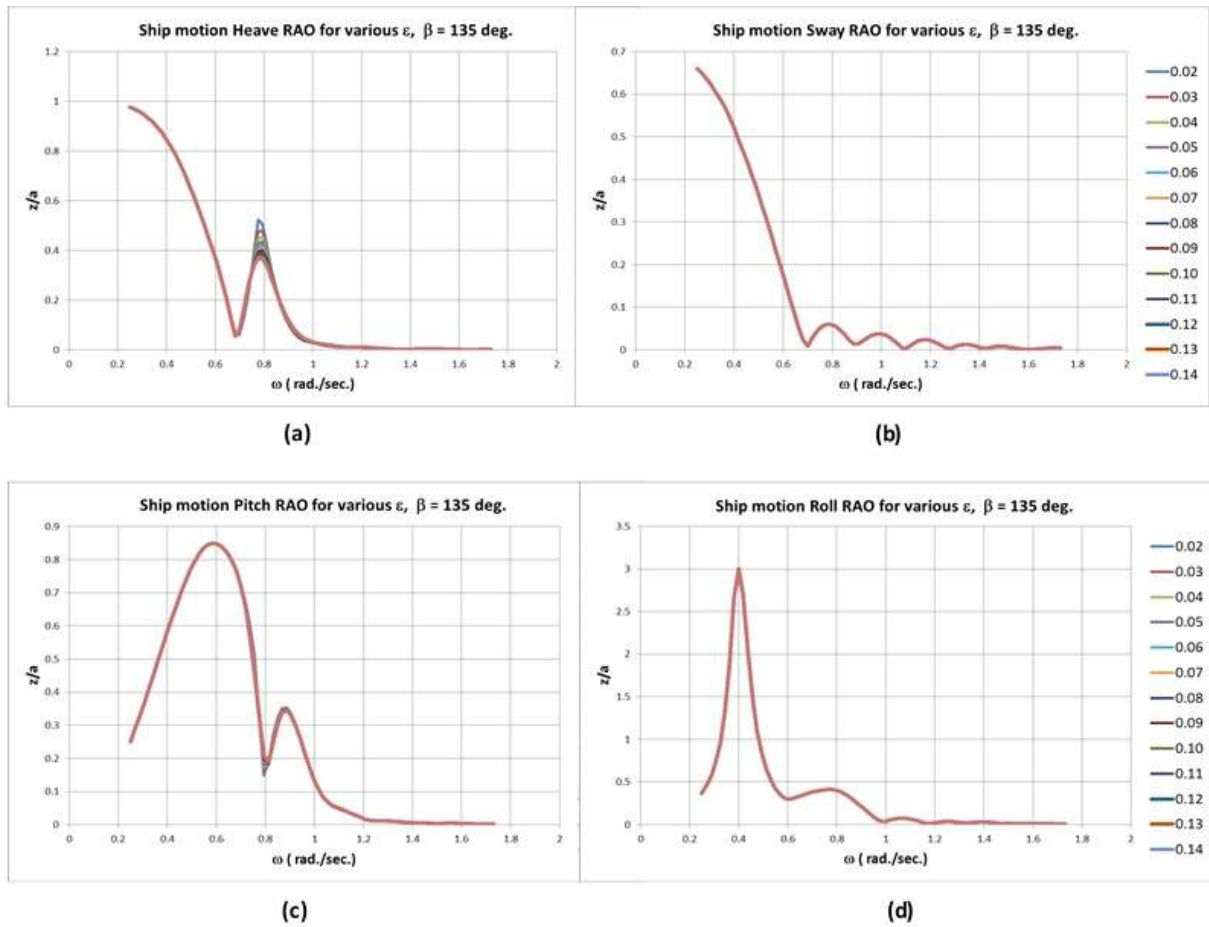 Ship motion Heave RAO for various ε, β = 135 deg.
1.2
1
0.8
0.6
0.4
0.2
0
z/a
0 0.2 0.4 0.6 0.8 1 1.2 1.4 1.6 1.8 2
ω ( rad./sec.)
(a)
Ship motion Sway RAO for various ε, β = 135 deg.
0.7
0.6
0.5
0.4
0.3
0.2
0.1
0
z/a
0 0.2 0.4 0.6 0.8 1 1.2 1.4 1.6 1.8 2
ω ( rad./sec.)
0.02
0.03
0.04
0.05
0.06
0.07
0.08
0.09
0.10
0.11
0.12
0.13
0.14
(b)
Ship motion Pitch RAO for various ε, β = 135 deg.
0.9
0.8
0.7
0.6
0.5
0.4
0.3
0.2
0.1
0
z/a
0 0.2 0.4 0.6 0.8 1 1.2 1.4 1.6 1.8 2
ω ( rad./sec.)
(c)
Ship motion Roll RAO for various ε, β = 135 deg.
3.5
3
2.5
2
1.5
1
0.5
0
z/a
0 0.2 0.4 0.6 0.8 1 1.2 1.4 1.6 1.8 2
ω ( rad./sec.)
0.02
0.03
0.04
0.05
0.06
0.07
0.08
0.09
0.10
0.11
0.12
0.13
0.14
(d)